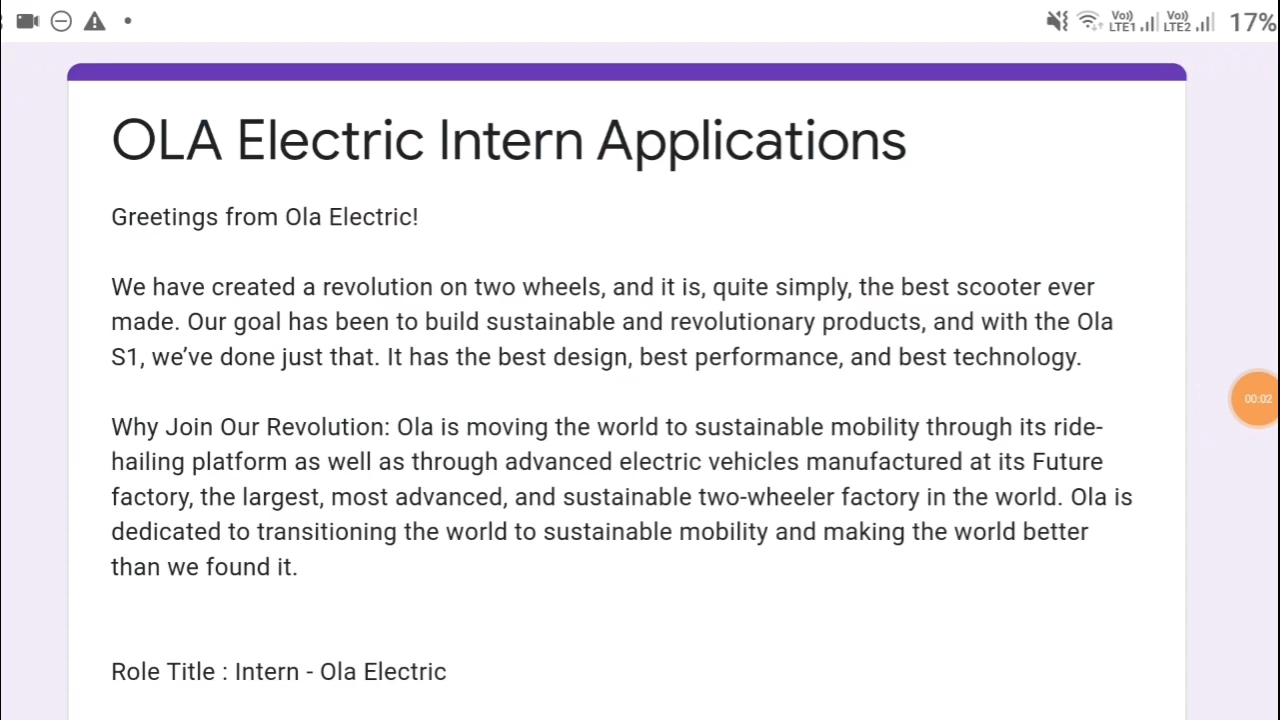 Vo)) Vo))
LTE1 LTE2 17%
OLA Electric Intern Applications
Greetings from Ola Electric!
We have created a revolution on two wheels, and it is, quite simply, the best scooter ever
made. Our goal has been to build sustainable and revolutionary products, and with the Ola
S1, we’ve done just that. It has the best design, best performance, and best technology.
00:02
Why Join Our Revolution: Ola is moving the world to sustainable mobility through its ride-
hailing platform as well as through advanced electric vehicles manufactured at its Future
factory, the largest, most advanced, and sustainable two-wheeler factory in the world. Ola is
dedicated to transitioning the world to sustainable mobility and making the world better
than we found it.
Role Title : Intern - Ola Electric